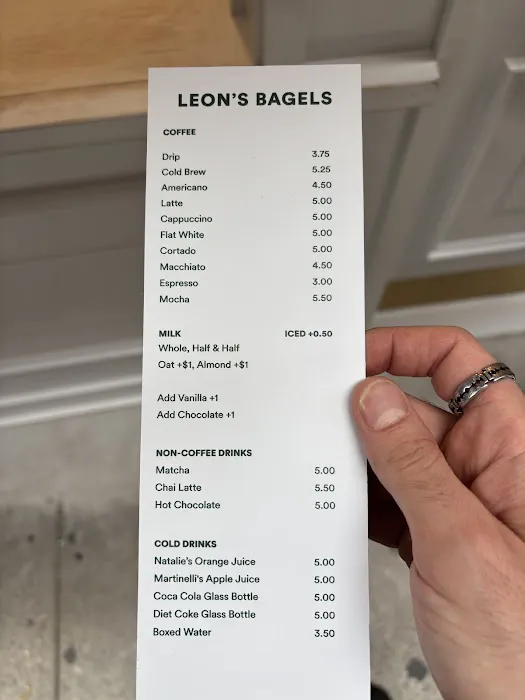 LEON'S BAGELS
COFFEE
Drip 3.75
Cold Brew 5.25
Americano 4.50
Latte 5.00
Cappuccino 5.00
Flat White 5.00
Cortado 5.00
Macchiato 4.50
Espresso 3.00
Mocha 5.50
MILK ICED +0.50
Whole, Half & Half
Oat +$1, Almond +$1
Add Vanilla +1
Add Chocolate +1
NON-COFFEE DRINKS
Matcha 5.00
Chai Latte 5.50
Hot Chocolate 5.00
COLD DRINKS
Natalie's Orange Juice 5.00
Martinelli's Apple Juice 5.00
Coca Cola Glass Bottle 5.00
Diet Coke Glass Bottle 5.00
Boxed Water 3.50